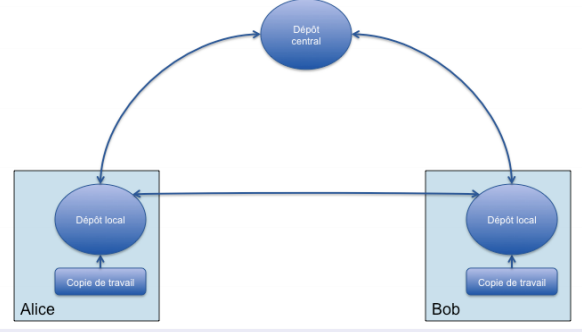 Dépôt
central
Dépôt local
Dépôt local
Copie de travail
Copie de travail
Alice
Bob